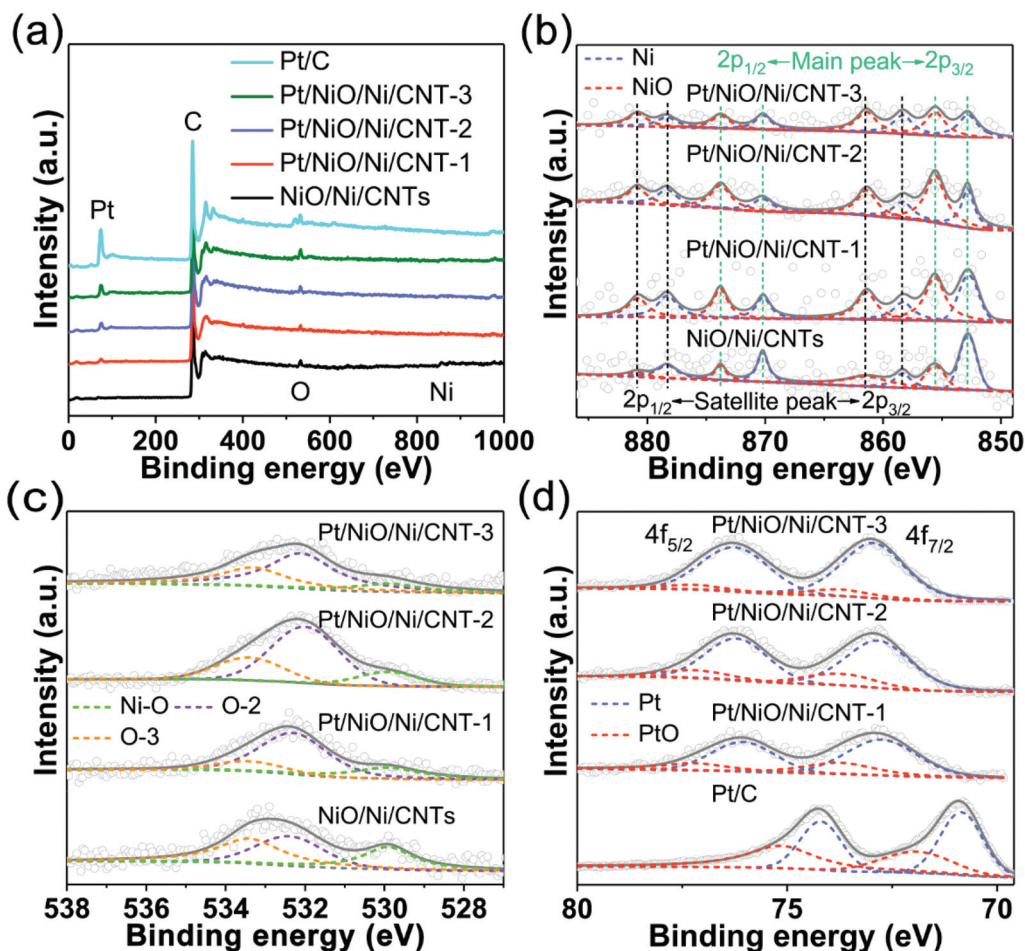 (a)
Intensity (a.u.)
Pt
C
Pt/C
Pt/NiO/Ni/CNT-3
Pt/NiO/Ni/CNT-2
Pt/NiO/Ni/CNT-1
NiO/Ni/CNTs
O
Ni
0 200 400 600 800 1000
Binding energy (eV)
(b)
Intensity (a.u.)
Ni
NiO
2p1/2←Main peak→2p3/2
Pt/NiO/Ni/CNT-3
Pt/NiO/Ni/CNT-2
Pt/NiO/Ni/CNT-1
NiO/Ni/CNTs
2p1/2←Satellite peak→2p3/2
880 870 860 850
Binding energy (eV)
(c)
Intensity (a.u.)
Pt/NiO/Ni/CNT-3
Pt/NiO/Ni/CNT-2
Ni-O O-2
O-3
Pt/NiO/Ni/CNT-1
NiO/Ni/CNTs
538 536 534 532 530 528
Binding energy (eV)
(d)
Intensity (a.u.)
4f5/2 Pt/NiO/Ni/CNT-3 4f7/2
Pt/NiO/Ni/CNT-2
Pt
PtO
Pt/NiO/Ni/CNT-1
Pt/C
80 75 70
Binding energy (eV)